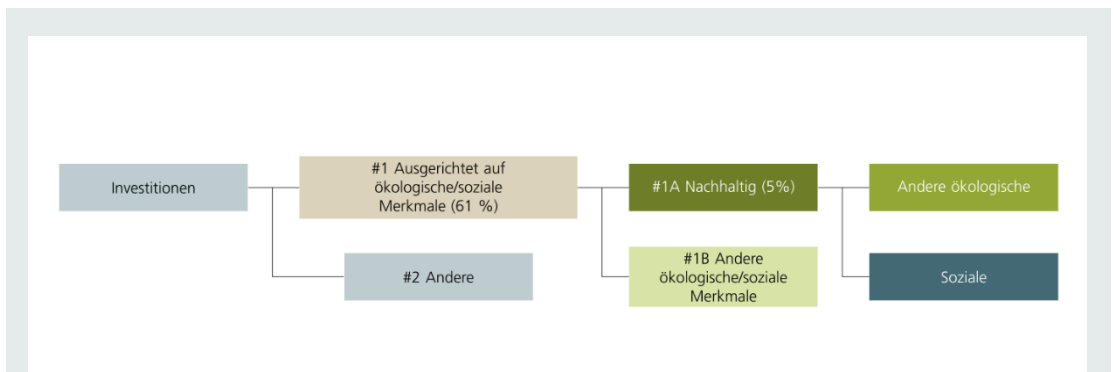 Investitionen
#1 Ausgerichtet auf
ökologische/soziale
Merkmale (61 %)
#1A Nachhaltig (5%)
Andere ökologische
#2 Andere
#1B Andere
ökologische/soziale
Merkmale
Soziale